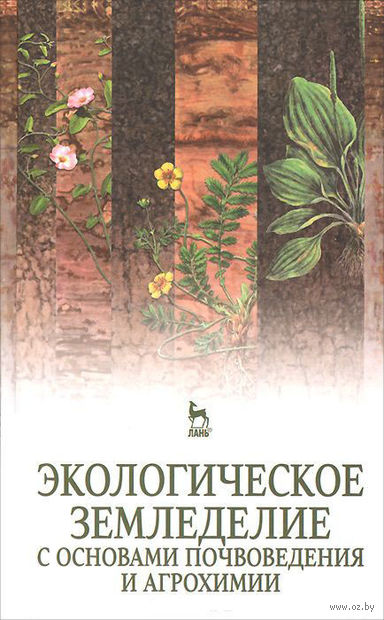 ЛАНЬ®
ЭКОЛОГИЧЕСКОЕ
ЗЕМЛЕДЕЛИЕ
С ОСНОВАМИ ПОЧВОВЕДЕНИЯ
И АГРОХИМИИ
www.oz.by